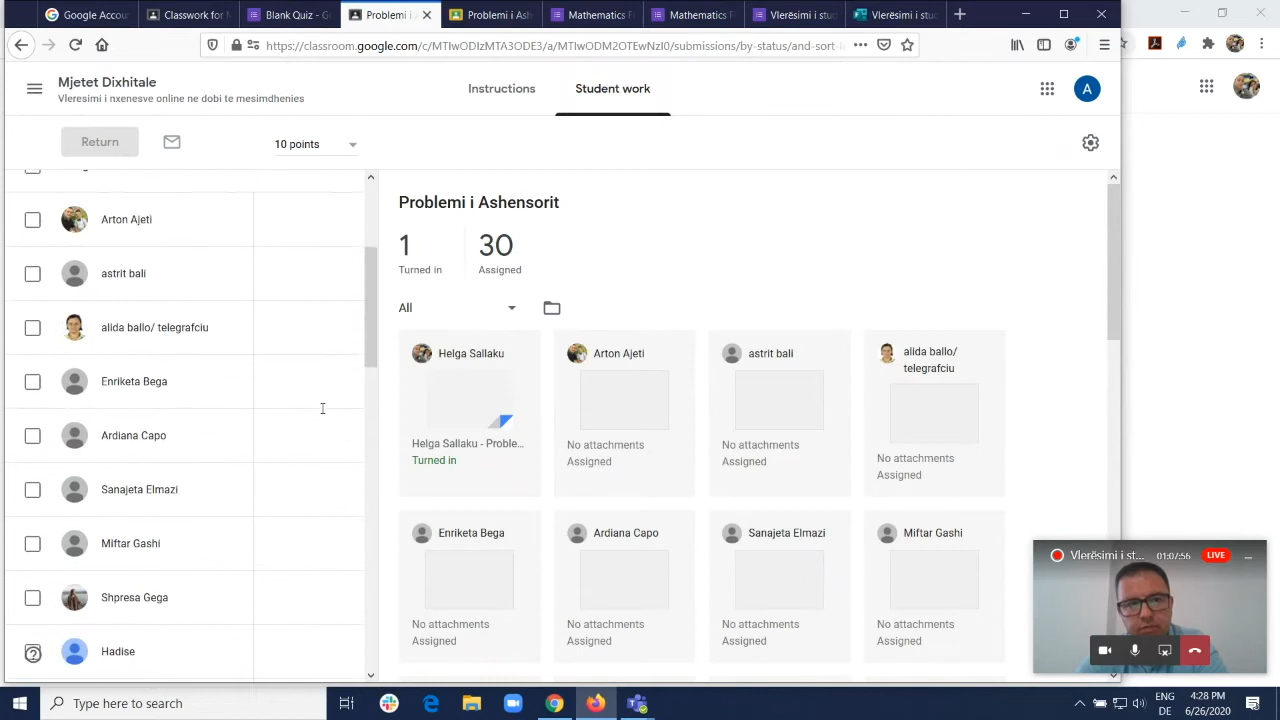 Google Acco
Classwork for M
Blank Quiz - G
Problemi i A
Problemi i Ash
Mathematics F
Mathematics F
Vlerësimi i stud
Vlerësimi i stud
https://classroom.google.com/c/MTIwODIzMTA3ODE3/a/MTIwODM2OTEwNzI0/submissions/by-status/and-sort-l
Mjetet Dixhitale
Vleresimi i nxenesve online ne dobi te mesimdhenies
Instructions
Student work
A
Return
10 points
Arton Ajeti
astrit bali
alida ballo/ telegrafciu
Enriketa Bega
Ardiana Capo
Sanajeta Elmazi
Miftar Gashi
Shpresa Gega
Hadise
Problemi i Ashensorit
1
Turned in
30
Assigned
All
Helga Sallaku
Helga Sallaku - Proble...
Turned in
Arton Ajeti
No attachments
Assigned
astrit bali
No attachments
Assigned
alida ballo/
telegrafciu
No attachments
Assigned
Enriketa Bega
No attachments
Assigned
Ardiana Capo
No attachments
Assigned
Sanajeta Elmazi
No attachments
Assigned
Miftar Gashi
No attachments
Assigned
Vlerësimi i st...
01:07:56
LIVE
Type here to search
ENG
DE
4:28 PM
6/26/2020